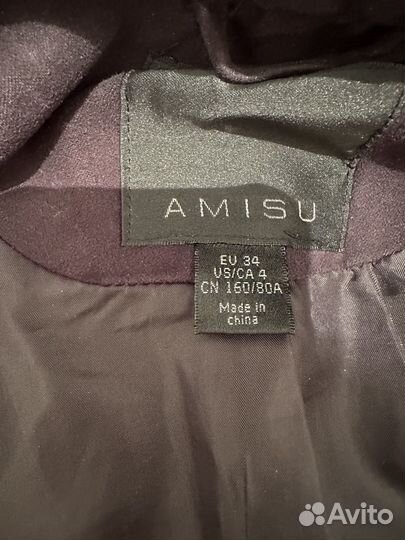 AMISU
EU 34
US/CA 4
CN 160/80A
Made in
china
Avito